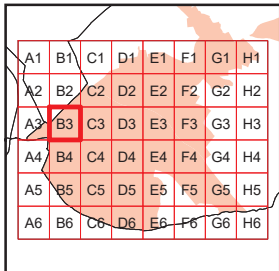 A1 B1 C1 D1 E1 F1 G1 H1
A2 B2 C2 D2 E2 F2 G2 H2
A3 B3 C3 D3 E3 F3 G3 H3
A4 B4 C4 D4 E4 F4 G4 H4
A5 B5 C5 D5 E5 F5 G5 H5
A6 B6 C6 D6 E6 F6 G6 H6